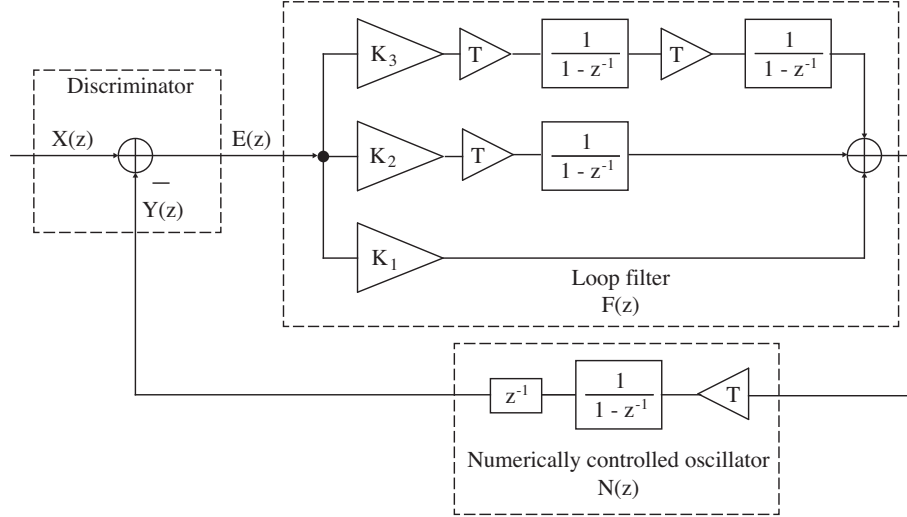 Discriminator
X(z)
E(z)
−
Y(z)
K3
T
1
1 - z-1
T
1
1 - z-1
K2
T
1
1 - z-1
K1
Loop filter
F(z)
z-1
1
1 - z-1
T
Numerically controlled oscillator
N(z)